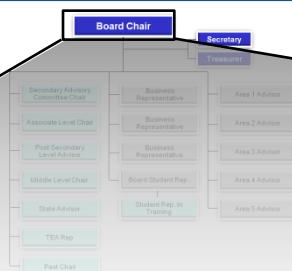 Board Chair
Secretary
Treasurer
Secondary Advisory
Committee Chair
Business
Representative
Area 1 Advisor
Associate Level Chair
Business
Representative
Area 2 Advisor
Post Secondary
Level Advisor
Business
Representative
Area 3 Advisor
Middle Level Chair
Board Student Rep.
Area 4 Advisor
State Advisor
Student Rep. in
Training
Area 5 Advisor
TEA Rep
Past Chair